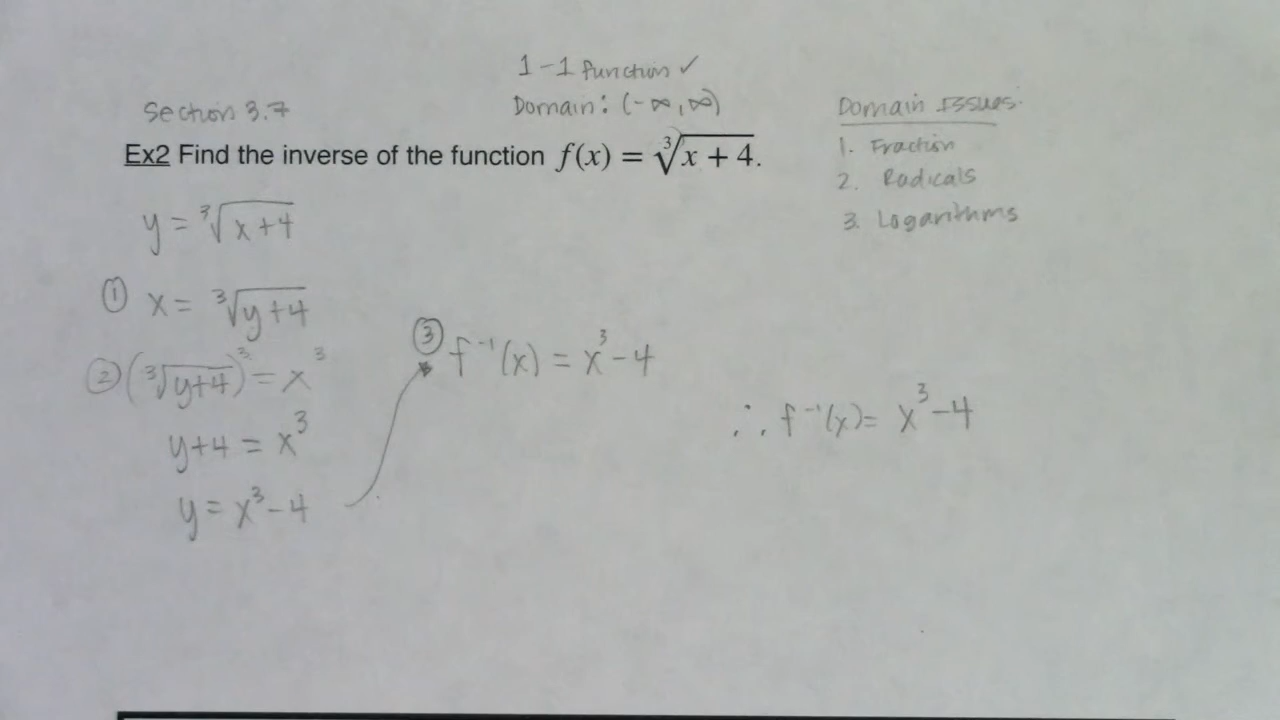 1-1 function ✓
Section 3.7
Domain: (-∞, ∞)
Ex2 Find the inverse of the function f(x) = ∛x + 4.
Domain Issues:
1. Fraction
2. Radicals
3. Logarithms
y = ∛x+4
① x = ∛y+4
② (∛y+4)³ = x³
y+4 = x³
y = x³-4
③ f⁻¹(x) = x³-4
∴ f⁻¹(x) = x³-4